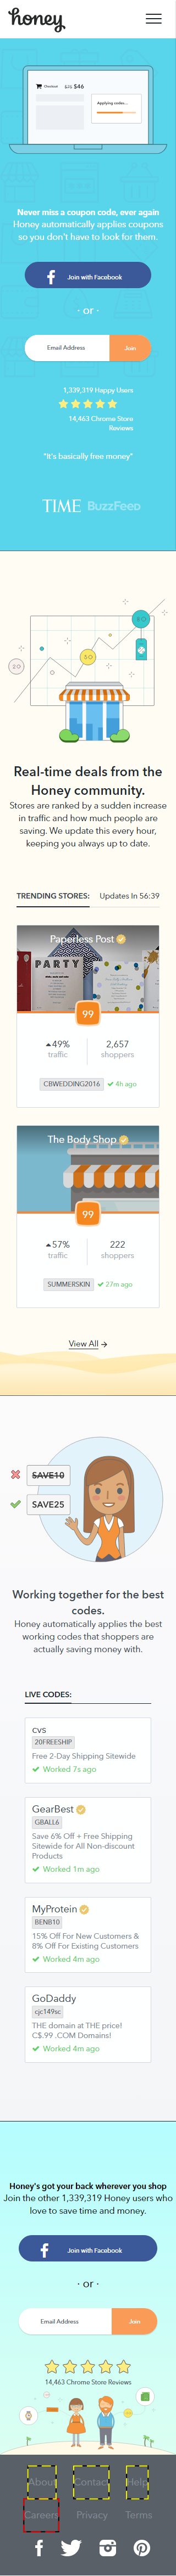 honey
Checkout $75 $46
Applying codes...
Never miss a coupon code, ever again
Honey automatically applies coupons
so you don't have to look for them.
Join with Facebook
· or ·
Email Address Join
1,339,319 Happy Users
14,463 Chrome Store
Reviews
"It's basically free money"
TIME BuzzFeed
Real-time deals from the
Honey community.
Stores are ranked by a sudden increase
in traffic and how much people are
saving. We update this every hour,
keeping you always up to date.
TRENDING STORES: Updates In 56:39
Paperless Post
PARTY
99
49% 2,657
traffic shoppers
CBWEDDING2016 4h ago
The Body Shop
99
57% 222
traffic shoppers
SUMMERSKIN 27m ago
View All
SAVE10
SAVE25
Working together for the best
codes.
Honey automatically applies the best
working codes that shoppers are
actually saving money with.
LIVE CODES:
CVS
20FREESHIP
Free 2-Day Shipping Sitewide
Worked 7s ago
GearBest
GBALL6
Save 6% Off + Free Shipping
Sitewide for All Non-discount
Products
Worked 1m ago
MyProtein
BENB10
15% Off For New Customers &
8% Off For Existing Customers
Worked 4m ago
GoDaddy
cjc149sc
THE domain at THE price!
C$.99 .COM Domains!
Worked 4m ago
Honey's got your back wherever you shop
Join the other 1,339,319 Honey users who
love to save time and money.
Join with Facebook
· or ·
Email Address Join
14,463 Chrome Store Reviews
About Contact Help
Careers Privacy Terms